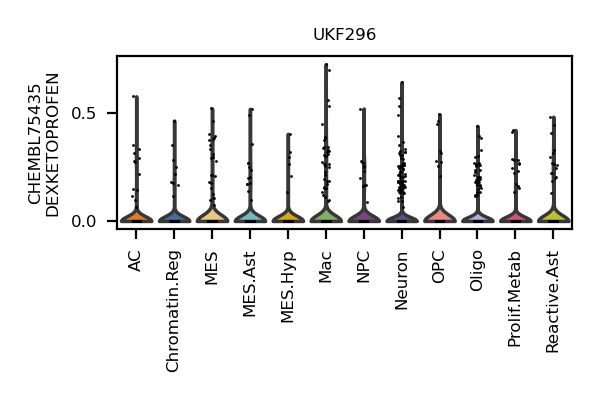 UKF296
CHEMBL75435
DEXKETOPROFEN
0.5
0.0
AC
Chromatin.Reg
MES
MES.Ast
MES.Hyp
Mac
NPC
Neuron
OPC
Oligo
Prolif.Metab
Reactive.Ast